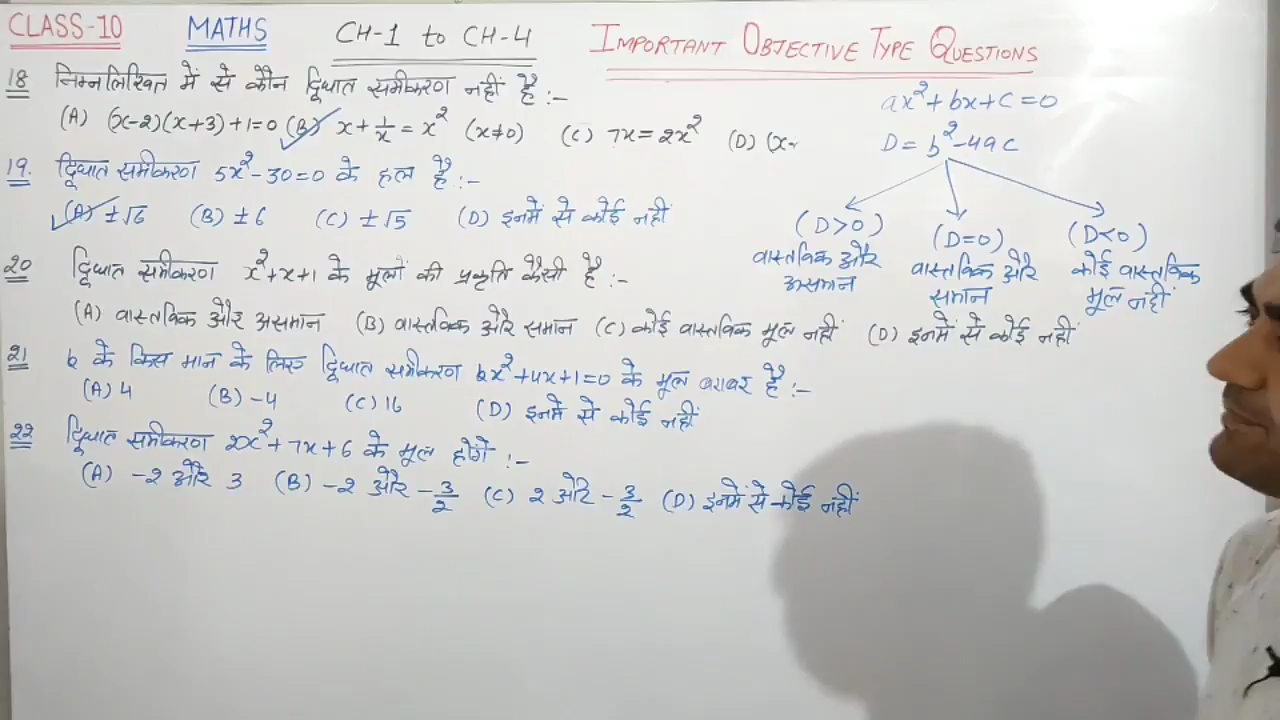 CLASS-10 MATHS CH-1 to CH-4 IMPORTANT OBJECTIVE TYPE QUESTIONS
18 निम्नलिखित में से कौन द्विघात समीकरण नहीं है :-
(A) (x-2)(x+3)+1=0 (B) x+1/x = x² (x≠0) (C) 7x=2x² (D) (x-
19. द्विघात समीकरण 5x²-30=0 के हल है :-
(A) ±√6 (B) ±6 (C) ±√5 (D) इनमें से कोई नहीं
20 द्विघात समीकरण x²+x+1 के मूलों की प्रकृति कैसी है :-
(A) वास्तविक और असमान (B) वास्तविक और समान (C) कोई वास्तविक मूल नहीं (D) इनमें से कोई नहीं
21 k के किस मान के लिए द्विघात समीकरण kx²+4x+1=0 के मूल बराबर है :-
(A) 4 (B) -4 (C) 16 (D) इनमें से कोई नहीं
22 द्विघात समीकरण 2x²+7x+6 के मूल होंगे :-
(A) -2 और 3 (B) -2 और -3/2 (C) 2 और -3/2 (D) इनमें से कोई नहीं
ax²+bx+c=0
D=b²-4ac
(D>0) (D=0) (D<0)
वास्तविक और असमान
वास्तविक और समान
कोई वास्तविक मूल नहीं